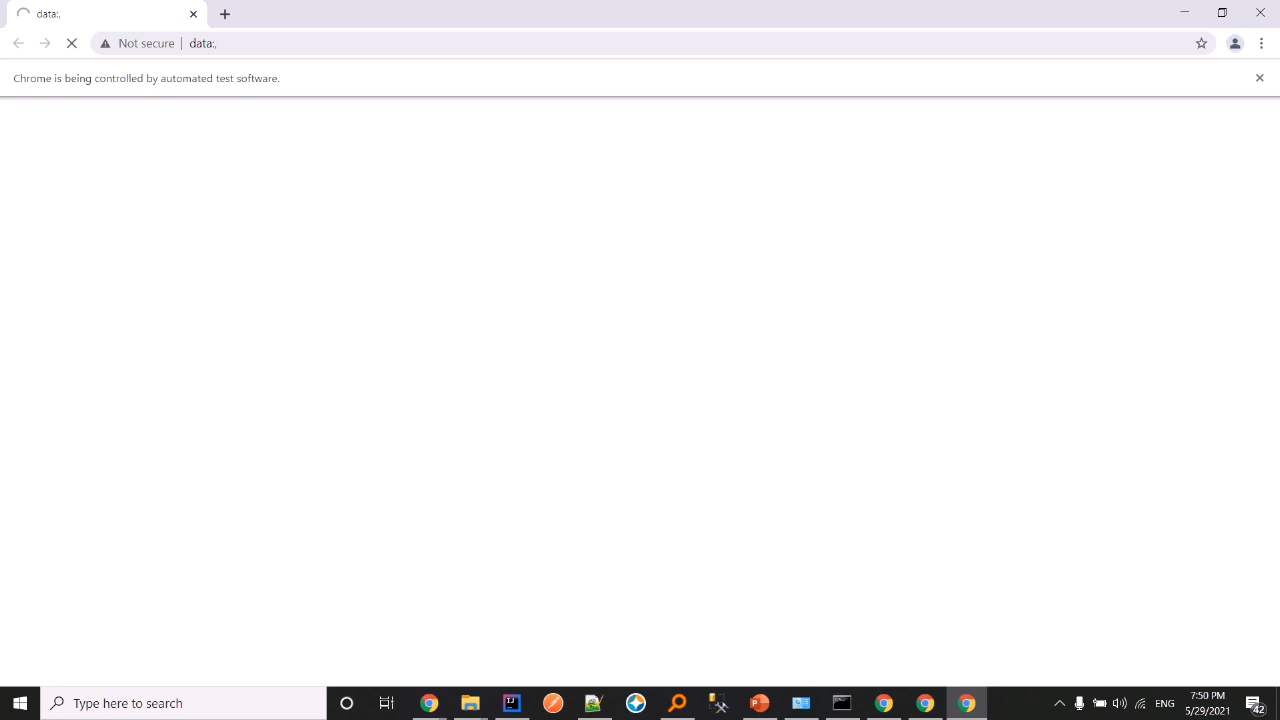 data:,
Not secure | data:,
Chrome is being controlled by automated test software.
Type here to search
ENG
7:50 PM
5/29/2021
42